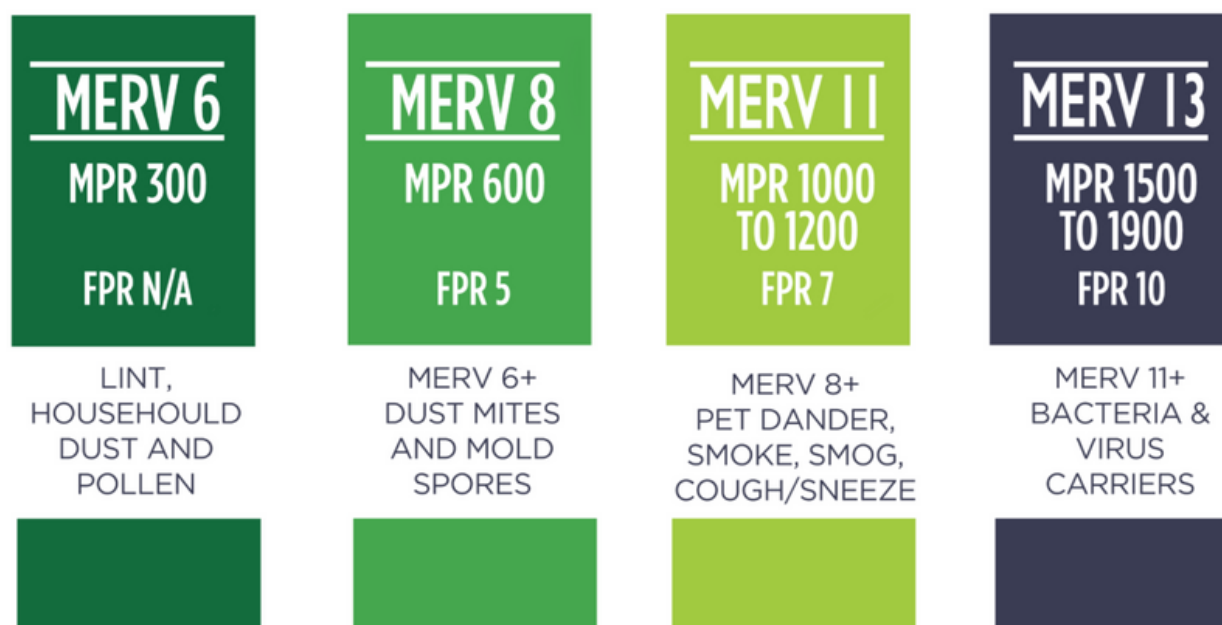 MERV 6
MPR 300
FPR N/A
LINT,
HOUSEHOULD
DUST AND
POLLEN
MERV 8
MPR 600
FPR 5
MERV 6+
DUST MITES
AND MOLD
SPORES
MERV 11
MPR 1000
TO 1200
FPR 7
MERV 8+
PET DANDER,
SMOKE, SMOG,
COUGH/SNEEZE
MERV 13
MPR 1500
TO 1900
FPR 10
MERV 11+
BACTERIA &
VIRUS
CARRIERS